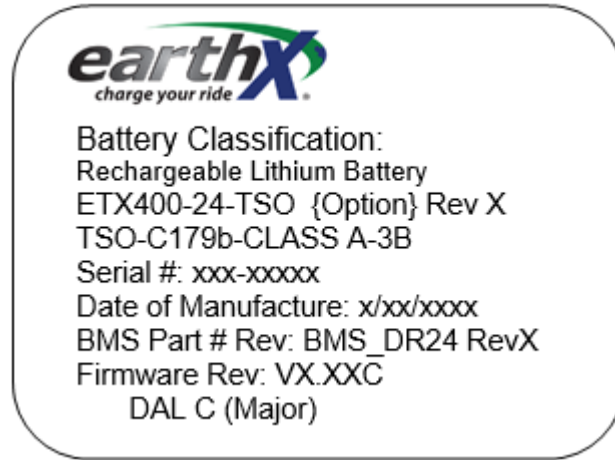 earthX
charge your ride
Battery Classification:
Rechargeable Lithium Battery
ETX400-24-TSO {Option} Rev X
TSO-C179b-CLASS A-3B
Serial #: xxx-xxxxx
Date of Manufacture: x/xx/xxxx
BMS Part # Rev: BMS_DR24 RevX
Firmware Rev: VX.XXC
DAL C (Major)